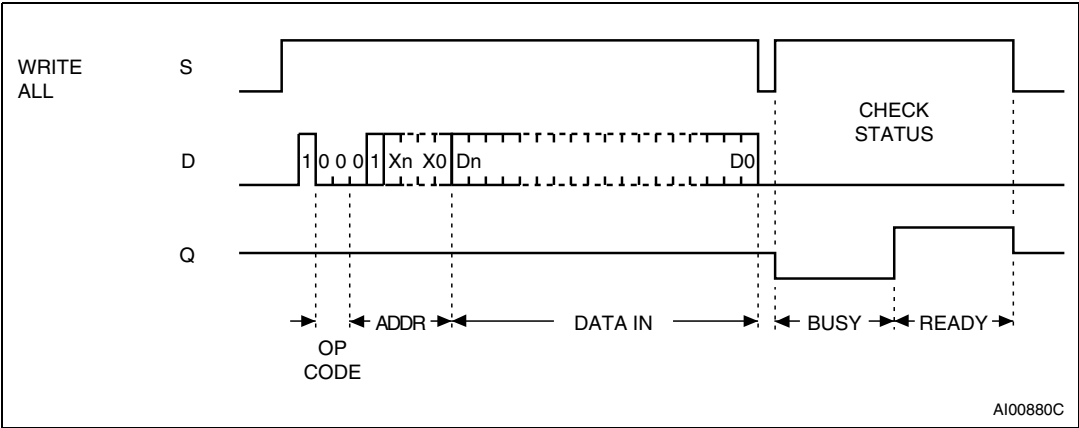 WRITE
ALL
S
CHECK
STATUS
D
1 0 0 0 1 Xn X0 Dn D0
Q
ADDR
DATA IN
BUSY
READY
OP
CODE
AI00880C